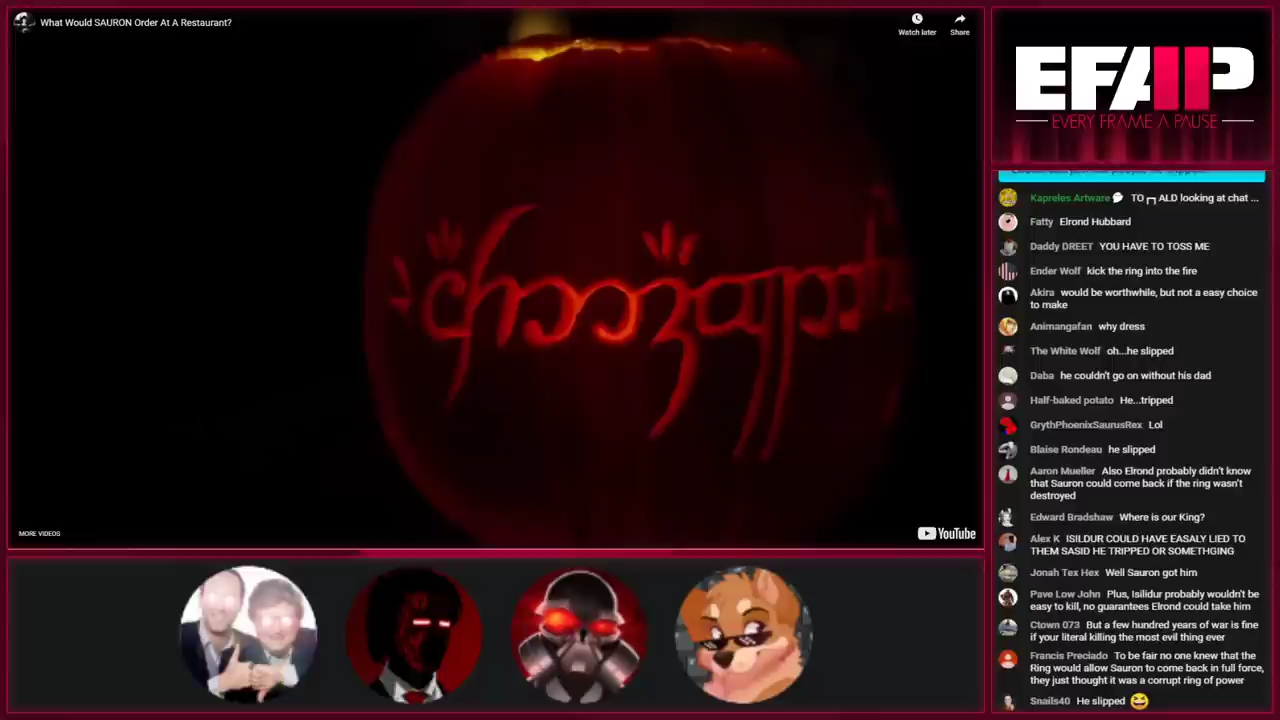 What Would SAURON Order At A Restaurant?
Watch later
Share
MORE VIDEOS
YouTube
EFAP
EVERY FRAME A PAUSE
Kapreles Artware TO┌┐ALD looking at chat ...
Fatty Elrond Hubbard
Daddy DREET YOU HAVE TO TOSS ME
Ender Wolf kick the ring into the fire
Akira would be worthwhile, but not a easy choice
to make
Animangafan why dress
The White Wolf oh...he slipped
Daba he couldn't go on without his dad
Half-baked potato He...tripped
GrythPhoenixSaurusRex Lol
Blaise Rondeau he slipped
Aaron Mueller Also Elrond probably didn't know
that Sauron could come back if the ring wasn't
destroyed
Edward Bradshaw Where is our King?
Alex K ISILDUR COULD HAVE EASALY LIED TO
THEM SASID HE TRIPPED OR SOMETHGING
Jonah Tex Hex Well Sauron got him
Pave Low John Plus, Isilidur probably wouldn't be
easy to kill, no guarantees Elrond could take him
Ctown 073 But a few hundred years of war is fine
if your literal killing the most evil thing ever
Francis Preciado To be fair no one knew that the
Ring would allow Sauron to come back in full force,
they just thought it was a corrupt ring of power
Snails40 He slipped 😆